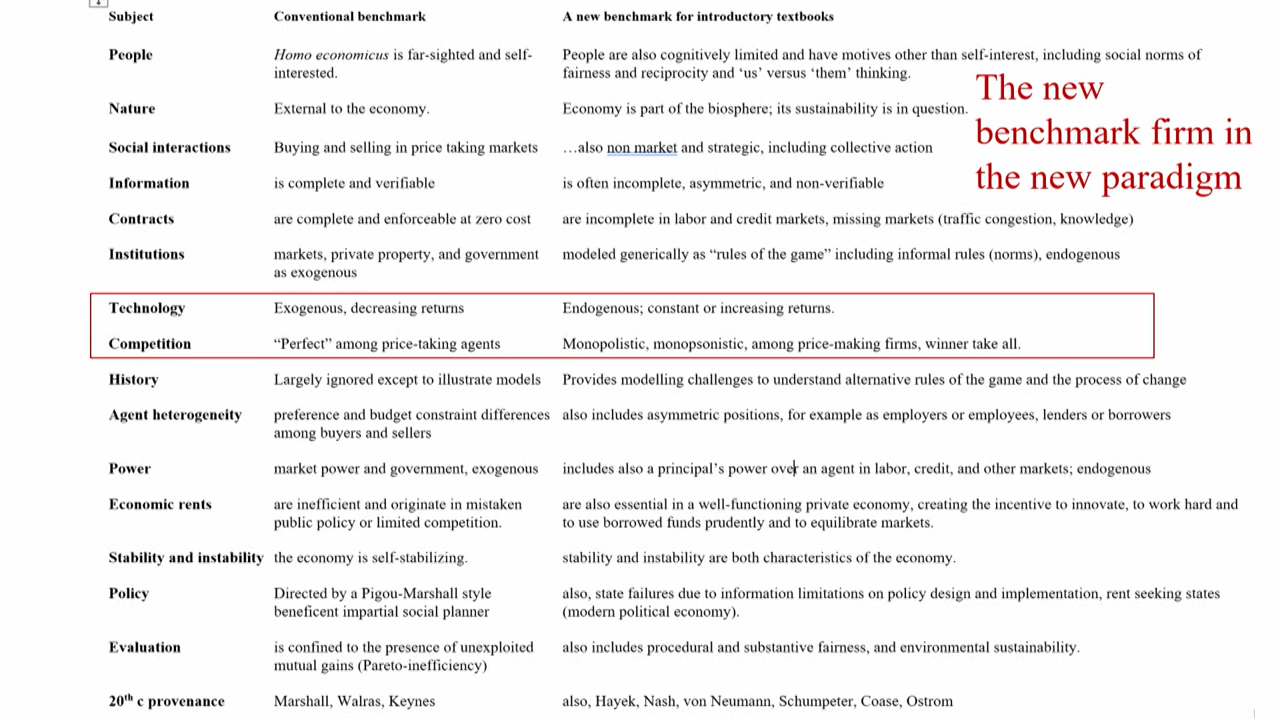 Subject Conventional benchmark A new benchmark for introductory textbooks
People Homo economicus is far-sighted and self- People are also cognitively limited and have motives other than self-interest, including social norms of
interested. fairness and reciprocity and ‘us’ versus ‘them’ thinking.
The new
benchmark firm in
the new paradigm
Nature External to the economy. Economy is part of the biosphere; its sustainability is in question.
Social interactions Buying and selling in price taking markets …also non market and strategic, including collective action
Information is complete and verifiable is often incomplete, asymmetric, and non-verifiable
Contracts are complete and enforceable at zero cost are incomplete in labor and credit markets, missing markets (traffic congestion, knowledge)
Institutions markets, private property, and government modeled generically as “rules of the game” including informal rules (norms), endogenous
as exogenous
Technology Exogenous, decreasing returns Endogenous; constant or increasing returns.
Competition “Perfect” among price-taking agents Monopolistic, monopsonistic, among price-making firms, winner take all.
History Largely ignored except to illustrate models Provides modelling challenges to understand alternative rules of the game and the process of change
Agent heterogeneity preference and budget constraint differences also includes asymmetric positions, for example as employers or employees, lenders or borrowers
among buyers and sellers
Power market power and government, exogenous includes also a principal’s power over an agent in labor, credit, and other markets; endogenous
Economic rents are inefficient and originate in mistaken are also essential in a well-functioning private economy, creating the incentive to innovate, to work hard and
public policy or limited competition. to use borrowed funds prudently and to equilibrate markets.
Stability and instability the economy is self-stabilizing. stability and instability are both characteristics of the economy.
Policy Directed by a Pigou-Marshall style also, state failures due to information limitations on policy design and implementation, rent seeking states
beneficent impartial social planner (modern political economy).
Evaluation is confined to the presence of unexploited also includes procedural and substantive fairness, and environmental sustainability.
mutual gains (Pareto-inefficiency)
20th c provenance Marshall, Walras, Keynes also, Hayek, Nash, von Neumann, Schumpeter, Coase, Ostrom